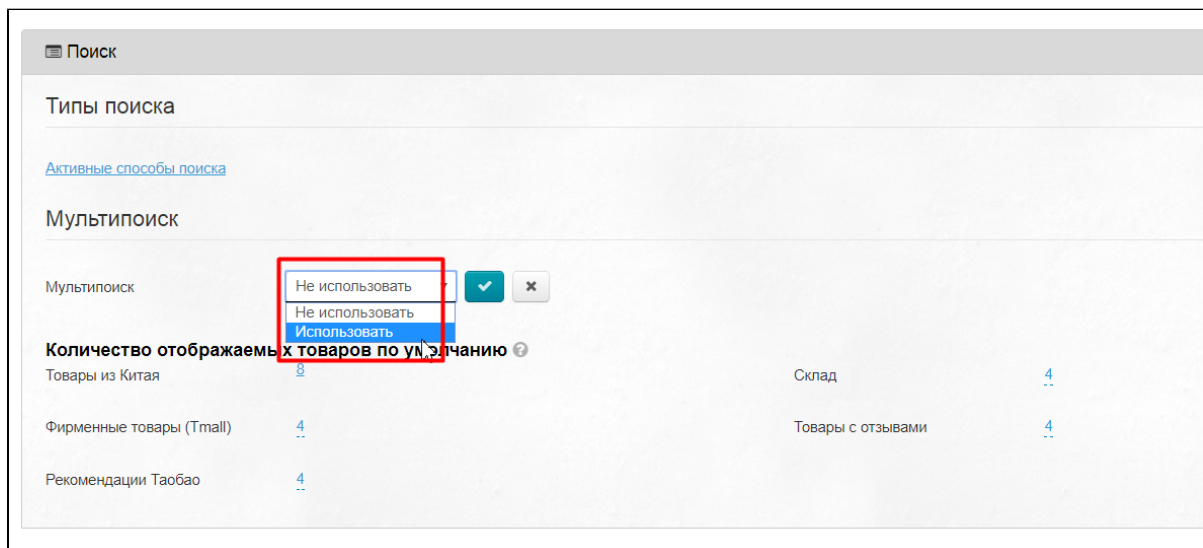 Поиск
Типы поиска
Активные способы поиска
Мультипоиск
Мультипоиск Не использовать
Не использовать
Использовать
Количество отображаемых товаров по умолчанию ?
Товары из Китая 8 Склад 4
Фирменные товары (Tmall) 4 Товары с отзывами 4
Рекомендации Таобао 4